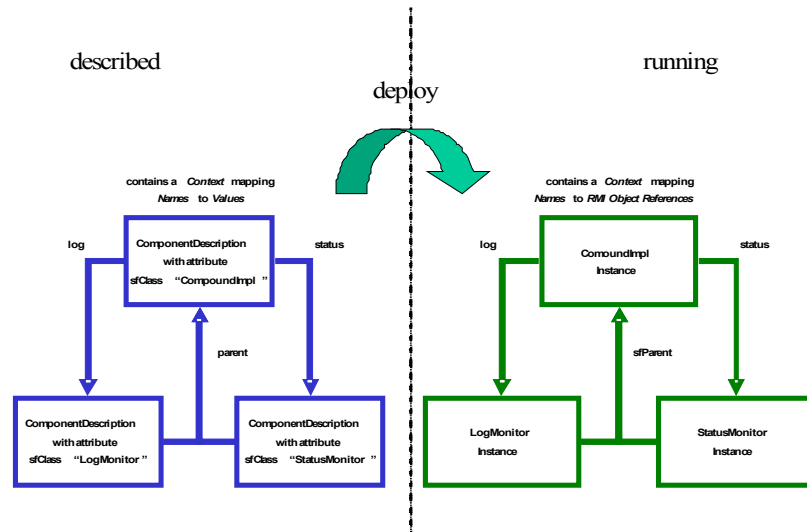 described
running
deploy
contains a Context mapping
Names to Values
log
status
ComponentDescription
with attribute
sfClass “CompoundImpl ”
parent
ComponentDescription
with attribute
sfClass “LogMonitor ”
ComponentDescription
with attribute
sfClass “StatusMonitor ”
contains a Context mapping
Names to RMI Object References
log
status
ComoundImpl
Instance
sfParent
LogMonitor
Instance
StatusMonitor
Instance